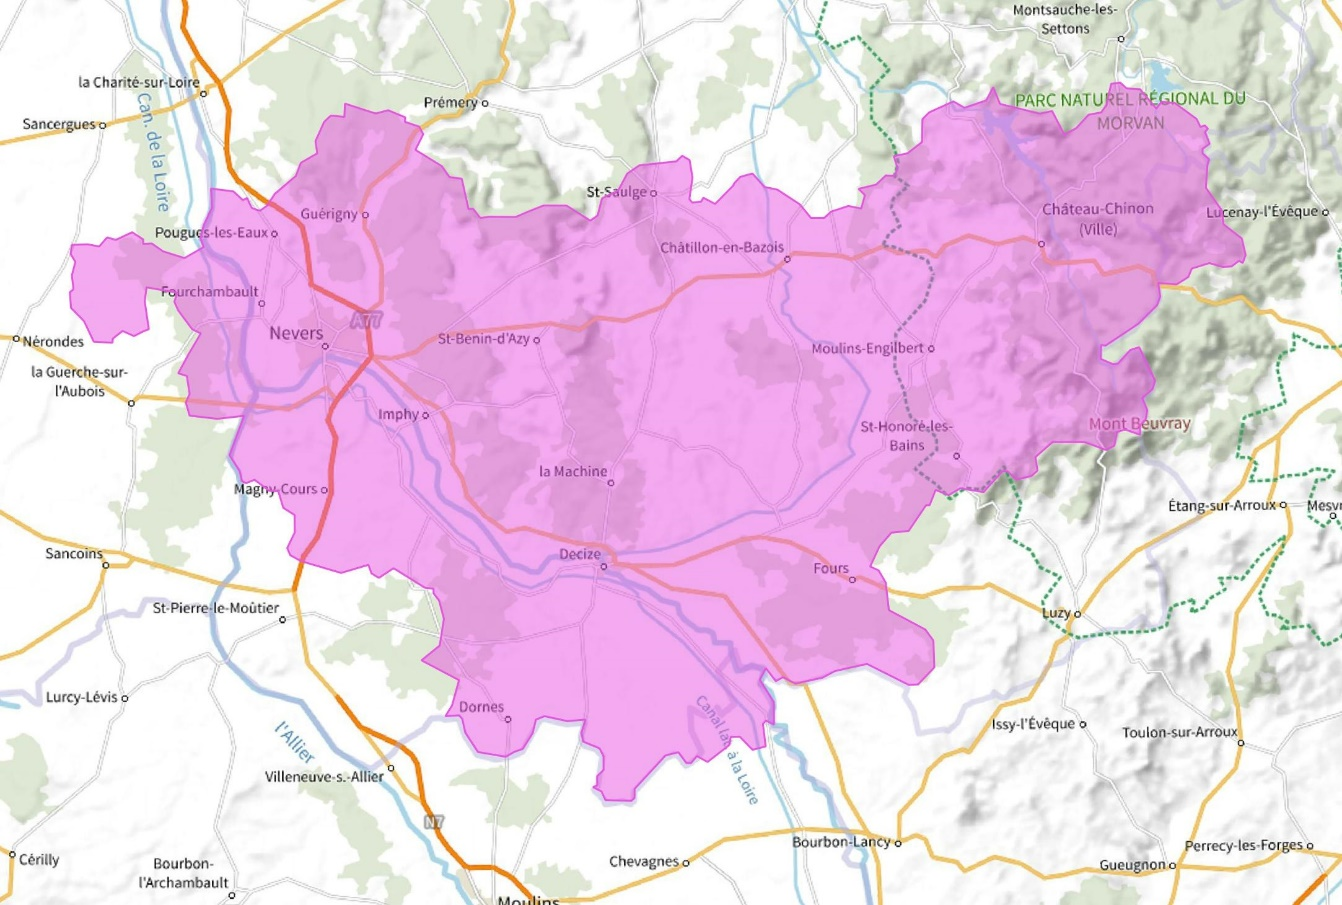 Montsauche-les-
Settons
la Charité-sur-Loire
Prémery
PARC NATUREL RÉGIONAL DU
MORVAN
Sancergues
Can. de la Loire
St-Saulge
Guérigny
Château-Chinon
(Ville)
Lucenay-l'Évêque
Pougues-les-Eaux
Châtillon-en-Bazois
Fourchambault
A77
Nevers
St-Benin-d'Azy
Moulins-Engilbert
Nérondes
la Guerche-sur-
l'Aubois
Imphy
St-Honoré-les-
Bains
Mont Beuvray
la Machine
Magny-Cours
Étang-sur-Arroux
Sancoins
Decize
Fours
St-Pierre-le-Moûtier
Luzy
Lurcy-Lévis
Dornes
Issy-l'Évêque
Toulon-sur-Arroux
l'Allier
Villeneuve-s.-Allier
à la Loire
N7
Bourbon-Lancy
Perrecy-les-Forges
Cérilly
Bourbon-
l'Archambault
Chevagnes
Gueugnon
Moulins